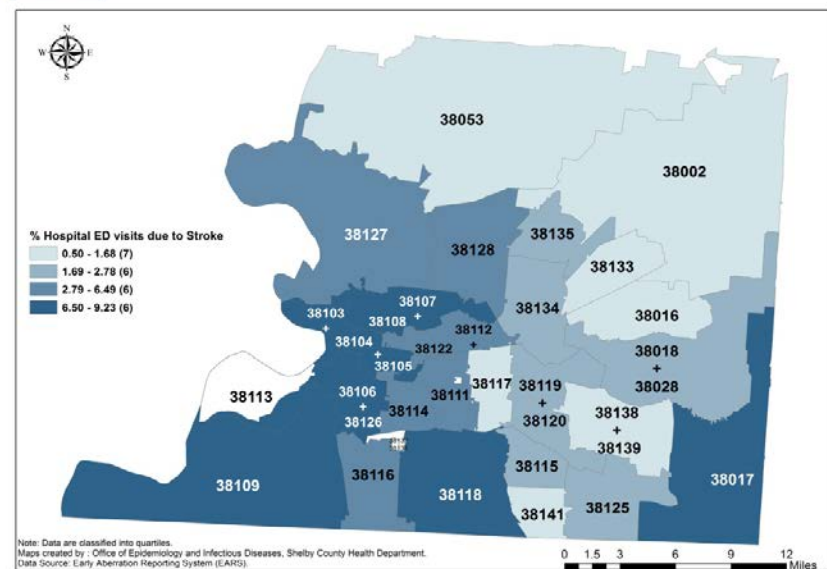 N
W E
S
38053
38002
% Hospital ED visits due to Stroke
0.50 - 1.68 (7)
1.69 - 2.78 (6)
2.79 - 6.49 (6)
6.50 - 9.23 (6)
38127
38128
38135
38133
38134
38016
38103
38107
38108
38112
38104
38122
38105
38018
38028
38113
38106
38126
38111
38114
38117
38119
38120
38138
38139
38109
38116
38118
38115
38141
38125
38017
Note: Data are classified into quartiles.
Maps created by : Office of Epidemiology and Infectious Diseases, Shelby County Health Department.
Data Source: Early Aberration Reporting System (EARS).
0 1.5 3 6 9 12
Miles